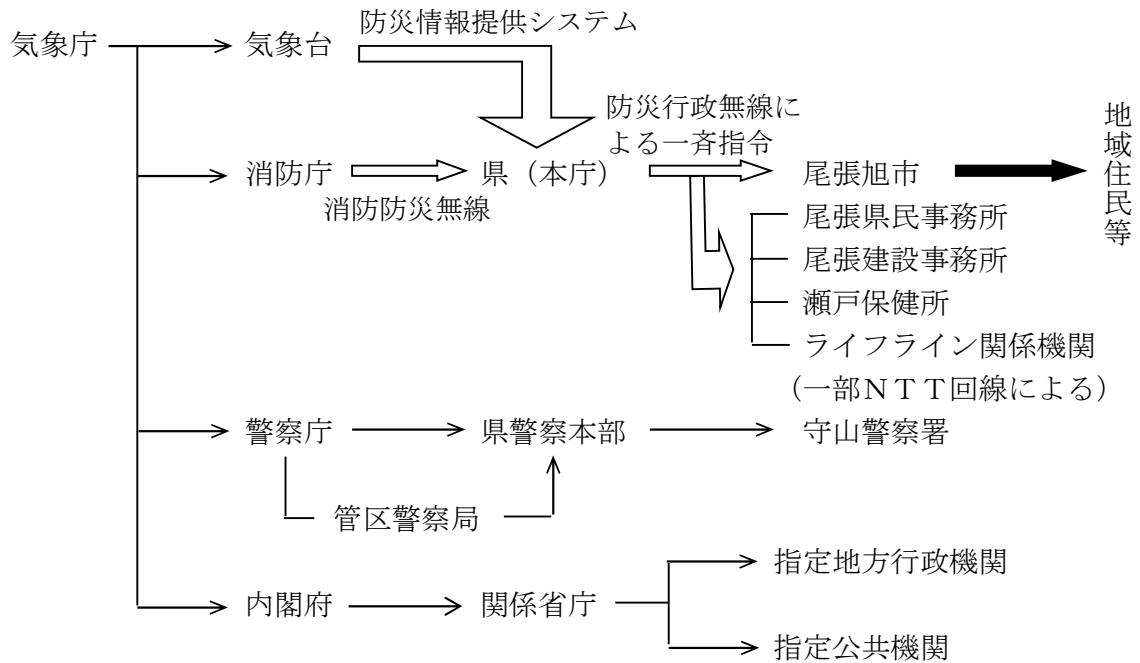 防災情報提供システム
気象庁
気象台
防災行政無線に
よる一斉指令
地域住民等
消防庁
県（本庁）
尾張旭市
消防防災無線
尾張県民事務所
尾張建設事務所
瀬戸保健所
ライフライン関係機関
（一部ＮＴＴ回線による）
警察庁
県警察本部
守山警察署
管区警察局
指定地方行政機関
内閣府
関係省庁
指定公共機関